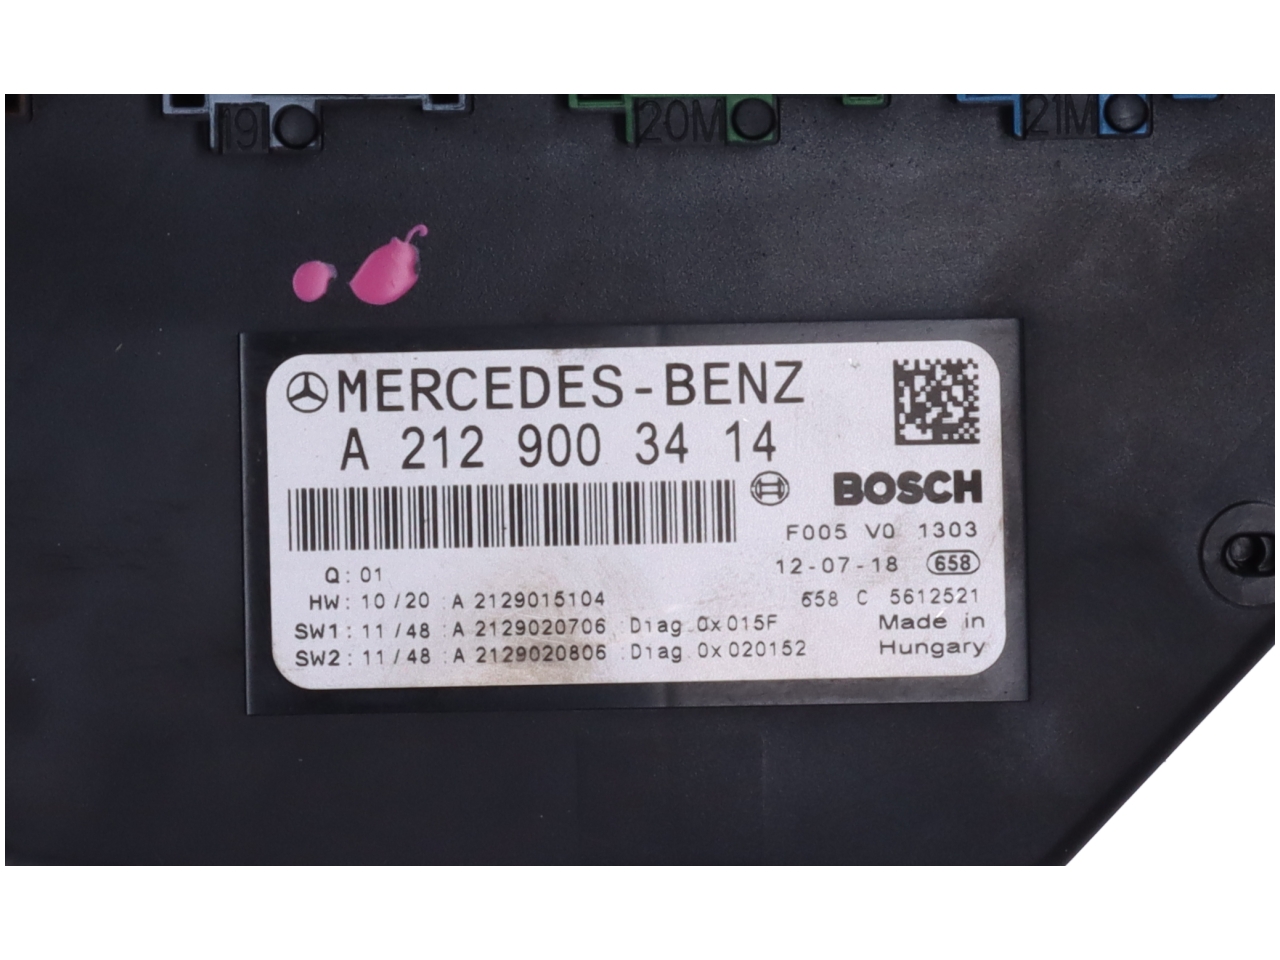 19 20M 21M
MERCEDES-BENZ
A 212 900 34 14
BOSCH
F005 V0 1303
Q: 01
12-07-18 658
HW: 10/20 :A 2129015104
658 C 5612521
SW1: 11/48 :A 2129020706 :Diag.0x015F
Made in
SW2: 11/48 :A 2129020806 :Diag.0x020152
Hungary